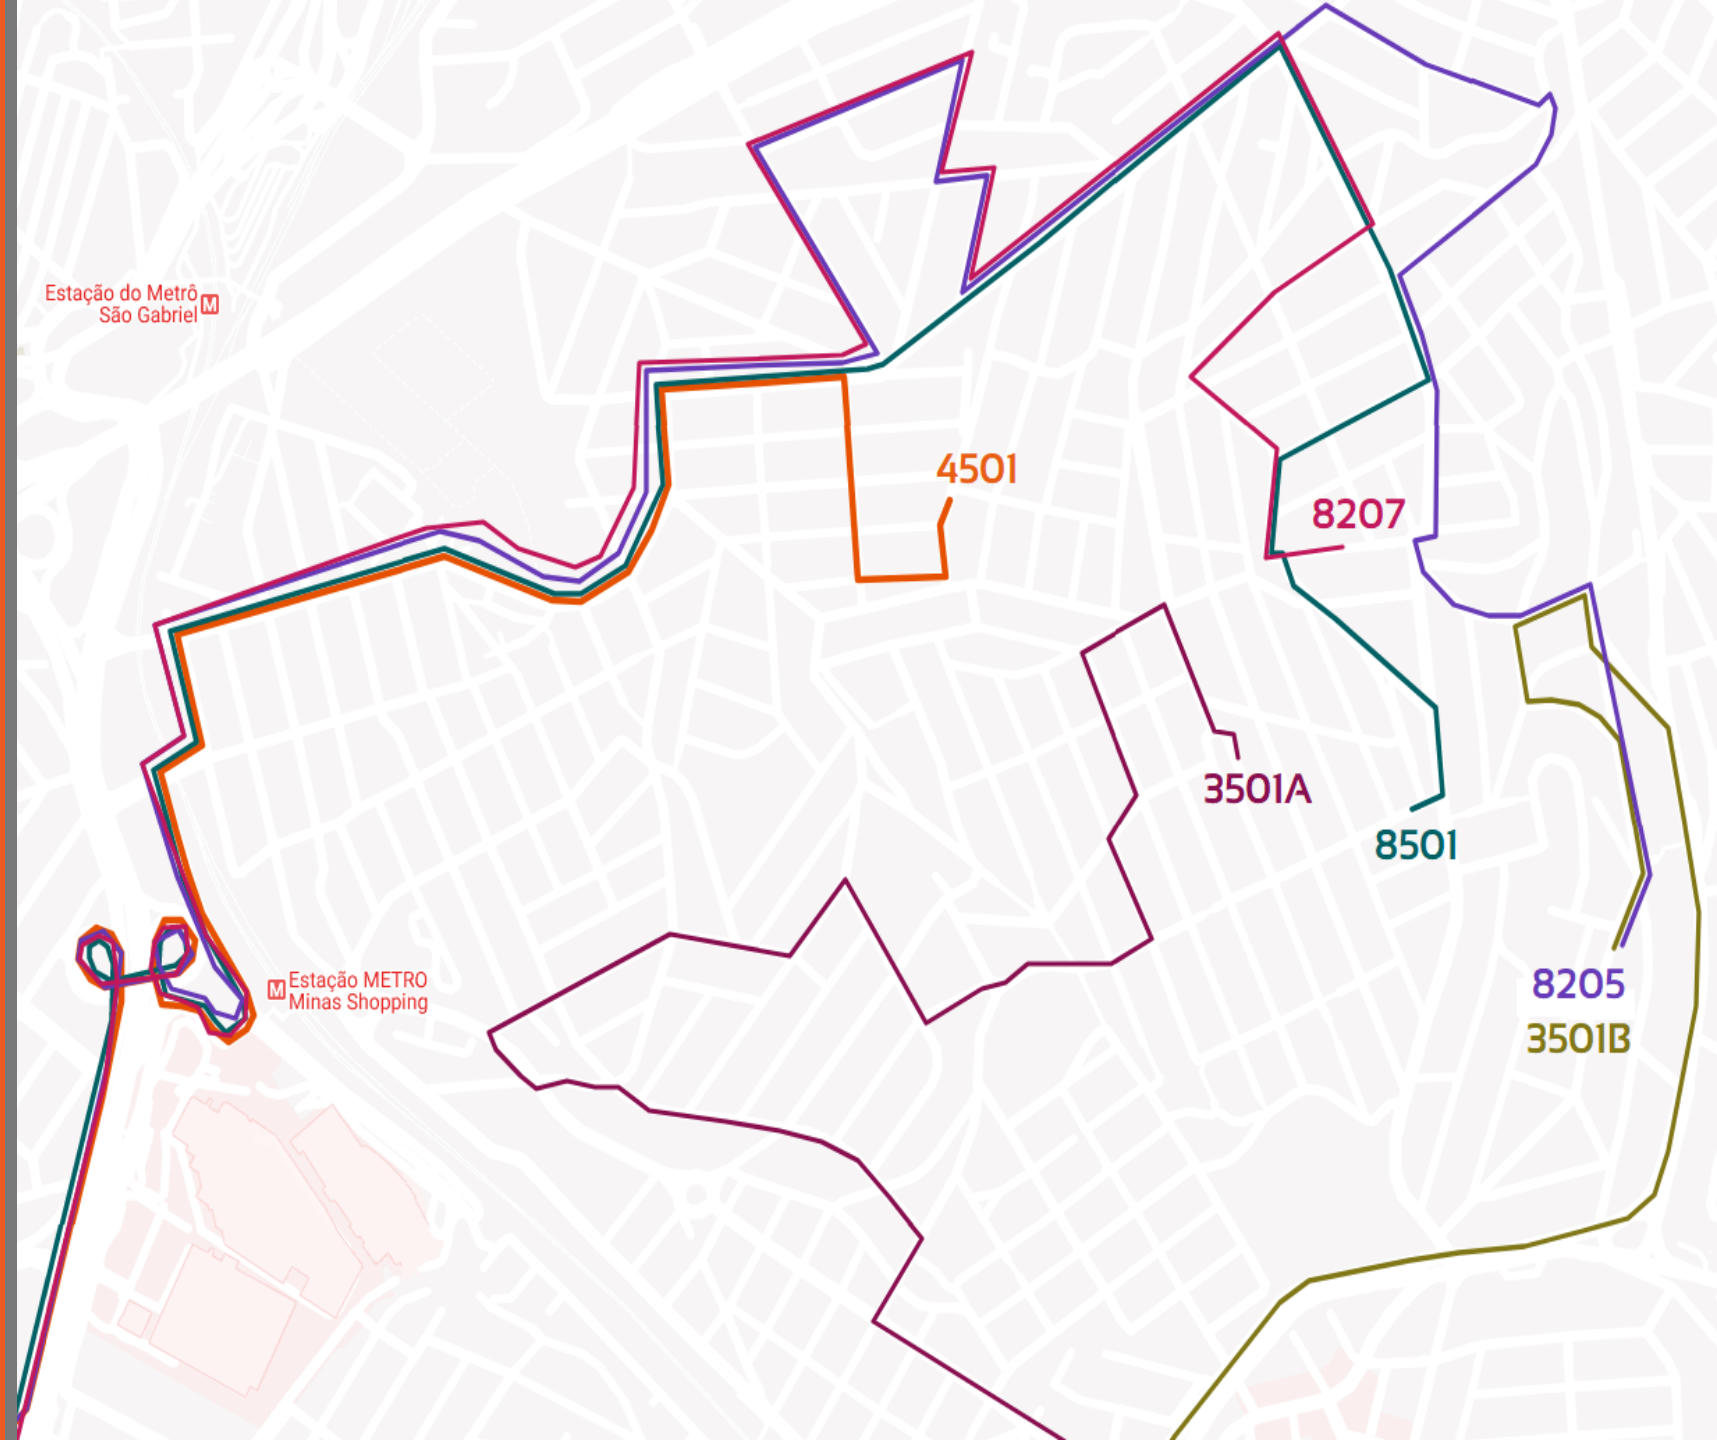 Estação do Metrô
São Gabriel M
4501
8207
3501A
8501
M Estação METRO
Minas Shopping
8205
3501B